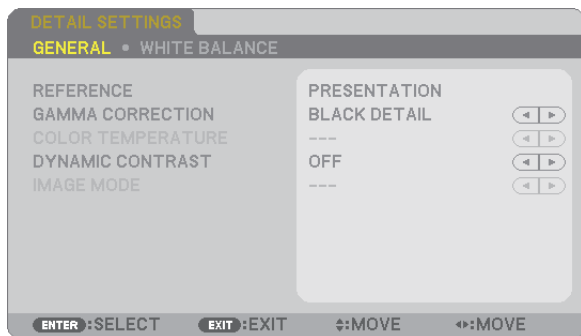 DETAIL SETTINGS
GENERAL • WHITE BALANCE
REFERENCE PRESENTATION
GAMMA CORRECTION BLACK DETAIL
COLOR TEMPERATURE ---
DYNAMIC CONTRAST OFF
IMAGE MODE ---
ENTER:SELECT EXIT:EXIT :MOVE :MOVE